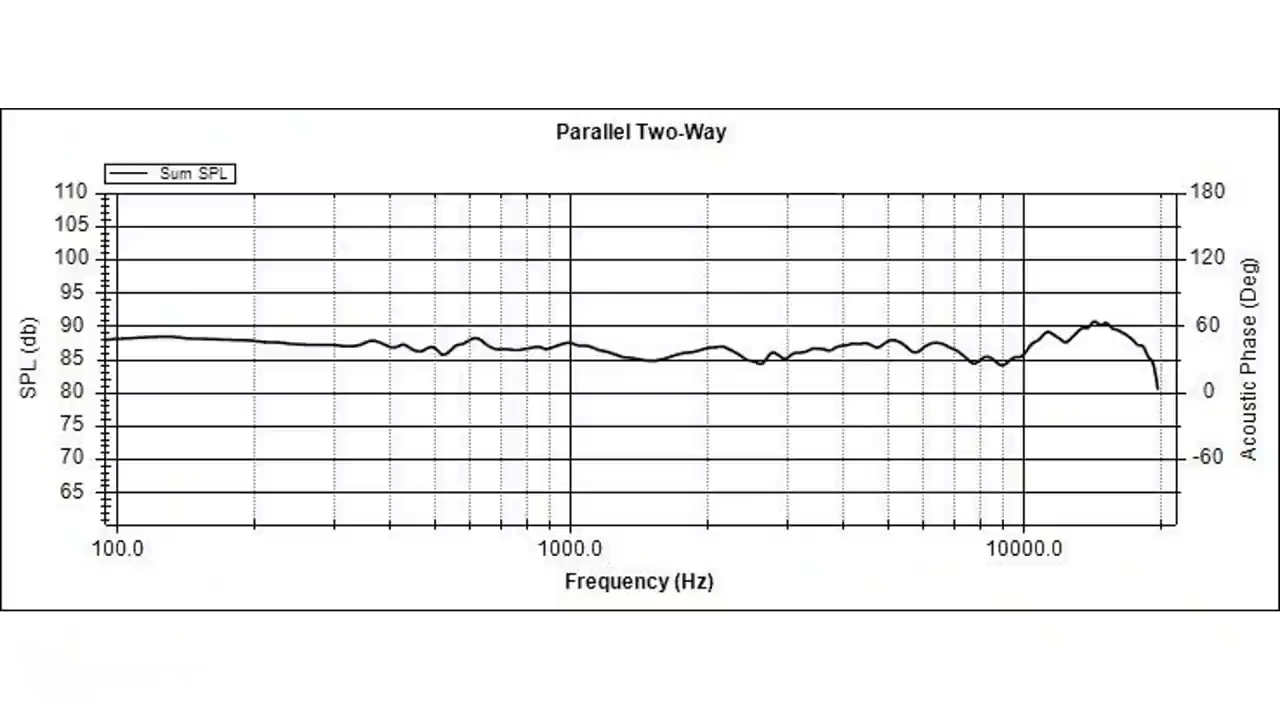 Parallel Two-Way
Sum SPL
110
105
100
95
90
85
80
75
70
65
SPL (db)
180
120
60
0
-60
Acoustic Phase (Deg)
100.0 1000.0 10000.0
Frequency (Hz)